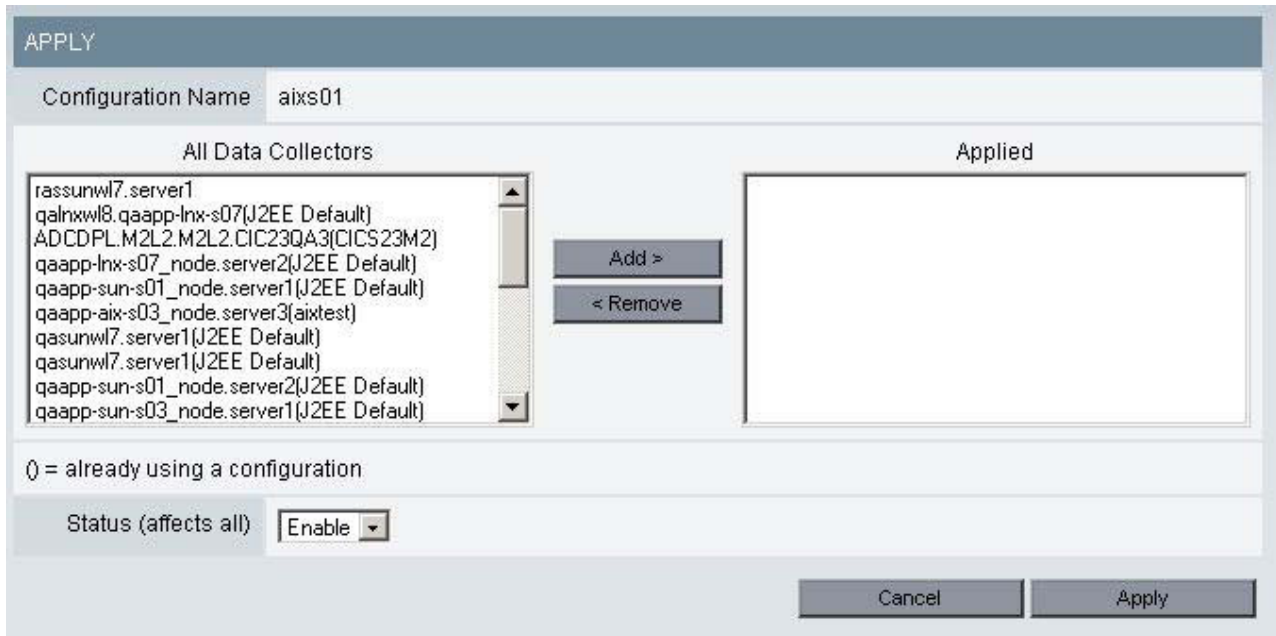 APPLY
Configuration Name aixs01
All Data Collectors Applied
rassunwl7.server1
qalnxwl8.qaapp-lnx-s07(J2EE Default)
ADCDPL.M2L2.M2L2.CIC23QA3(CICS23M2)
qaapp-lnx-s07_node.server2(J2EE Default)
qaapp-sun-s01_node.server1(J2EE Default)
qaapp-aix-s03_node.server3(aixtest)
qasunwl7.server1(J2EE Default)
qasunwl7.server1(J2EE Default)
qaapp-sun-s01_node.server2(J2EE Default)
qaapp-sun-s03_node.server1(J2EE Default)
Add >
< Remove
() = already using a configuration
Status (affects all) Enable
Cancel Apply